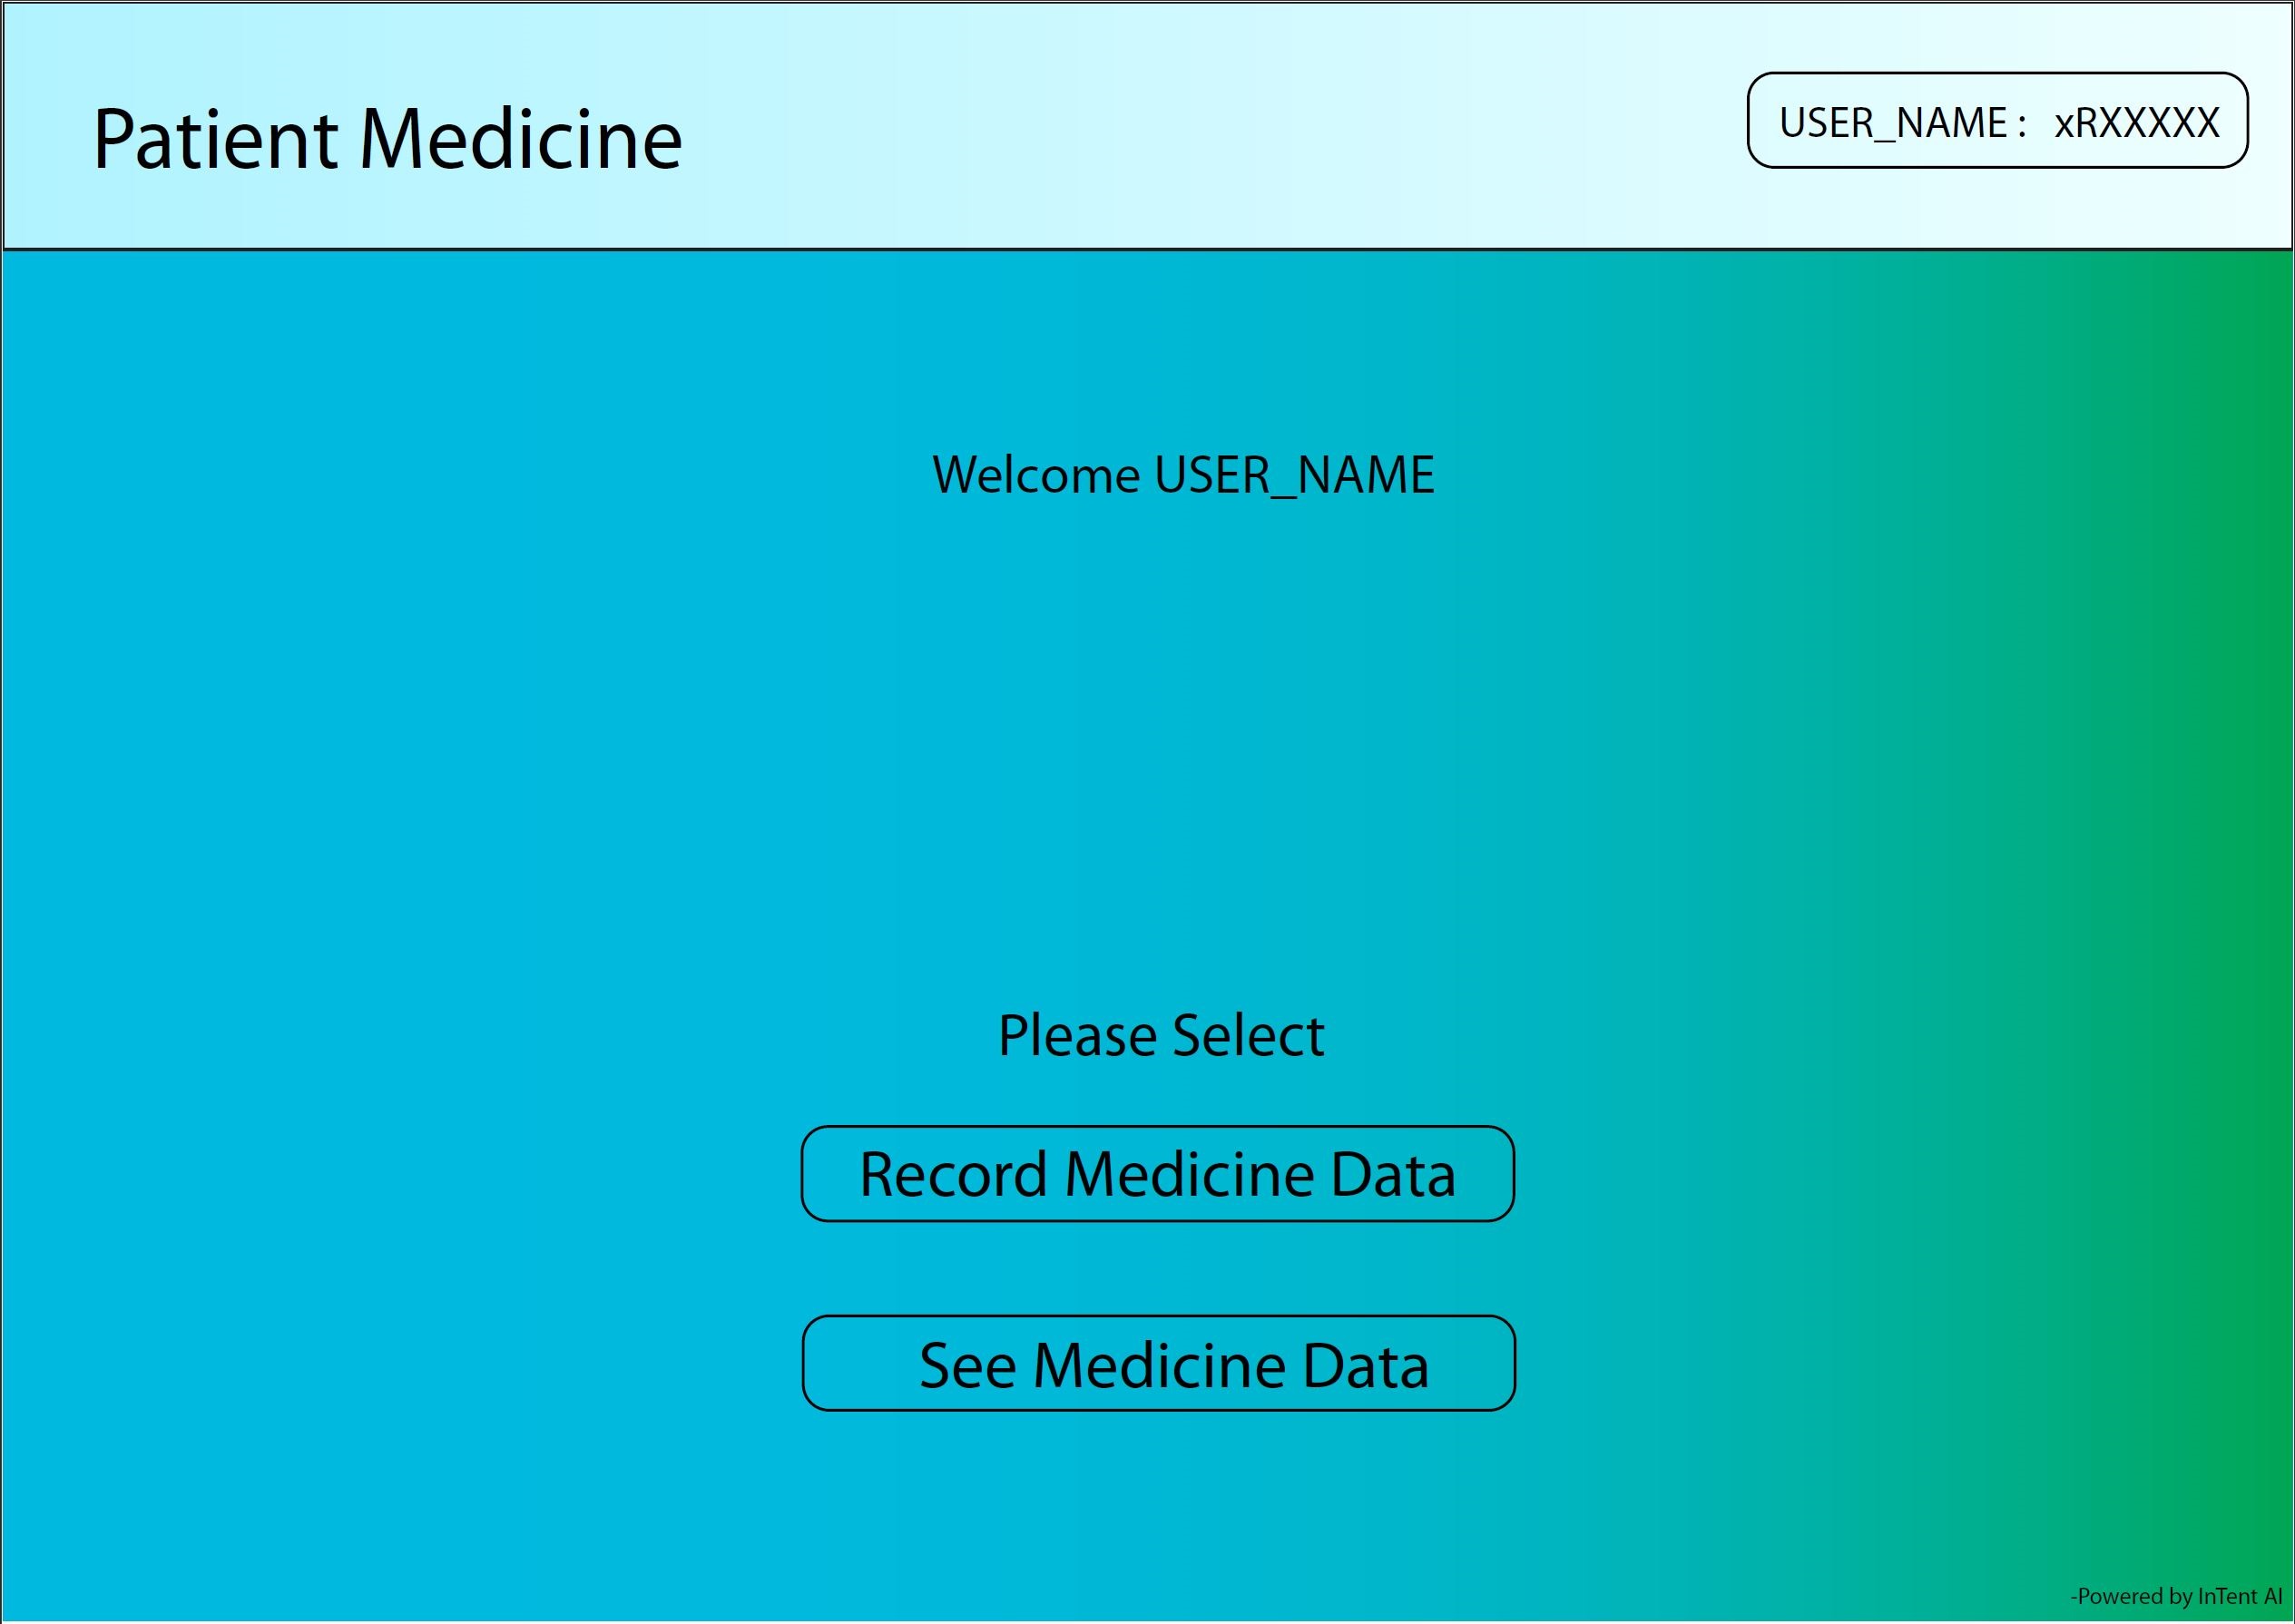 Patient Medicine
USER_NAME : xRXXXXX
Welcome USER_NAME
Please Select
Record Medicine Data
See Medicine Data
-Powered by InTent AI